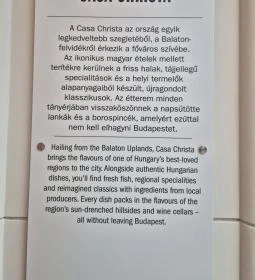 CASA CHRISTA
A Casa Christa az ország egyik
legkedveltebb szegletéből, a Balaton-
felvidékről érkezik a főváros szívébe.
Az ikonikus magyar ételek mellett
terítékre kerülnek a friss halak, tájjellegű
specialitások és a helyi termelők
alapanyagaiból készült, újragondolt
klasszikusok. Az étterem minden
tányérjában visszaköszönnek a napsütötte
lankák és a borospincék, amelyért ezúttal
nem kell elhagyni Budapestet.
Hailing from the Balaton Uplands, Casa Christa
brings the flavours of one of Hungary's best-loved
regions to the city. Alongside authentic Hungarian
dishes, you'll find fresh fish, regional specialities
and reimagined classics with ingredients from local
producers. Every dish packs in the flavours of the
region's sun-drenched hillsides and wine cellars –
all without leaving Budapest.